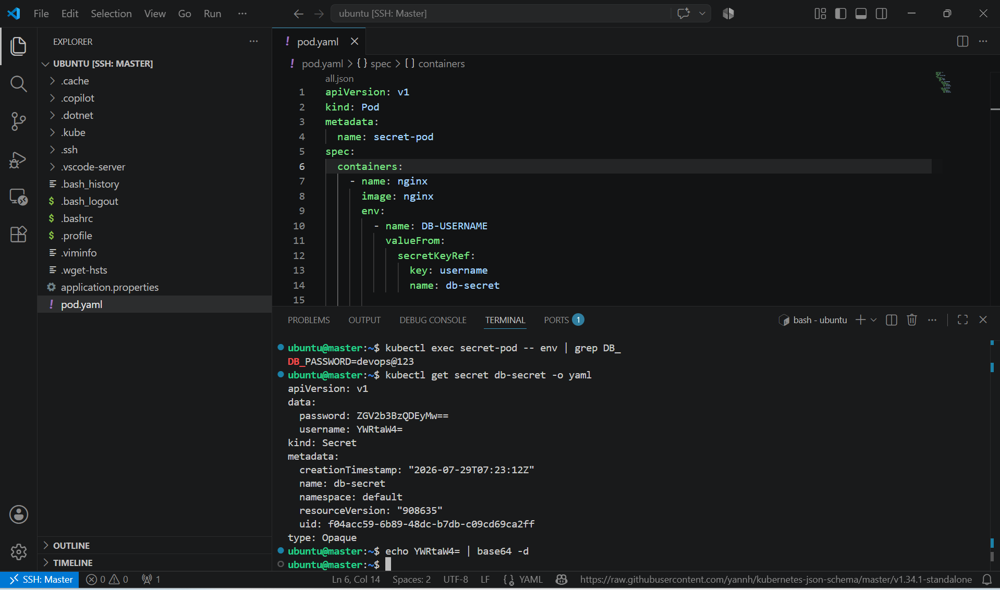 File Edit Selection View Go Run ···
ubuntu [SSH: Master]
EXPLORER
UBUNTU [SSH: MASTER]
.cache
.copilot
.dotnet
.kube
.ssh
.vscode-server
.bash_history
$ .bash_logout
$ .bashrc
$ .profile
.viminfo
.wget-hsts
application.properties
! pod.yaml
OUTLINE
TIMELINE
! pod.yaml
! pod.yaml > {} spec > [] containers
all.json
1 apiVersion: v1
2 kind: Pod
3 metadata:
4   name: secret-pod
5 spec:
6   containers:
7     - name: nginx
8       image: nginx
9       env:
10         - name: DB-USERNAME
11           valueFrom:
12             secretKeyRef:
13               key: username
14               name: db-secret
15
PROBLEMS OUTPUT DEBUG CONSOLE TERMINAL PORTS 1
bash - ubuntu
ubuntu@master:~$ kubectl exec secret-pod -- env | grep DB_
DB_PASSWORD=devops@123
ubuntu@master:~$ kubectl get secret db-secret -o yaml
apiVersion: v1
data:
  password: ZGV2b3BzQDEyMw==
  username: YWRtaW4=
kind: Secret
metadata:
  creationTimestamp: "2026-07-29T07:23:12Z"
  name: db-secret
  namespace: default
  resourceVersion: "908635"
  uid: f04acc59-6b89-48dc-b7db-c09cd69ca2ff
type: Opaque
ubuntu@master:~$ echo YWRtaW4= | base64 -d
ubuntu@master:~$
SSH: Master 0 0 1 Ln 6, Col 14 Spaces: 2 UTF-8 LF YAML https://raw.githubusercontent.com/yannh/kubernetes-json-schema/master/v1.34.1-standalone